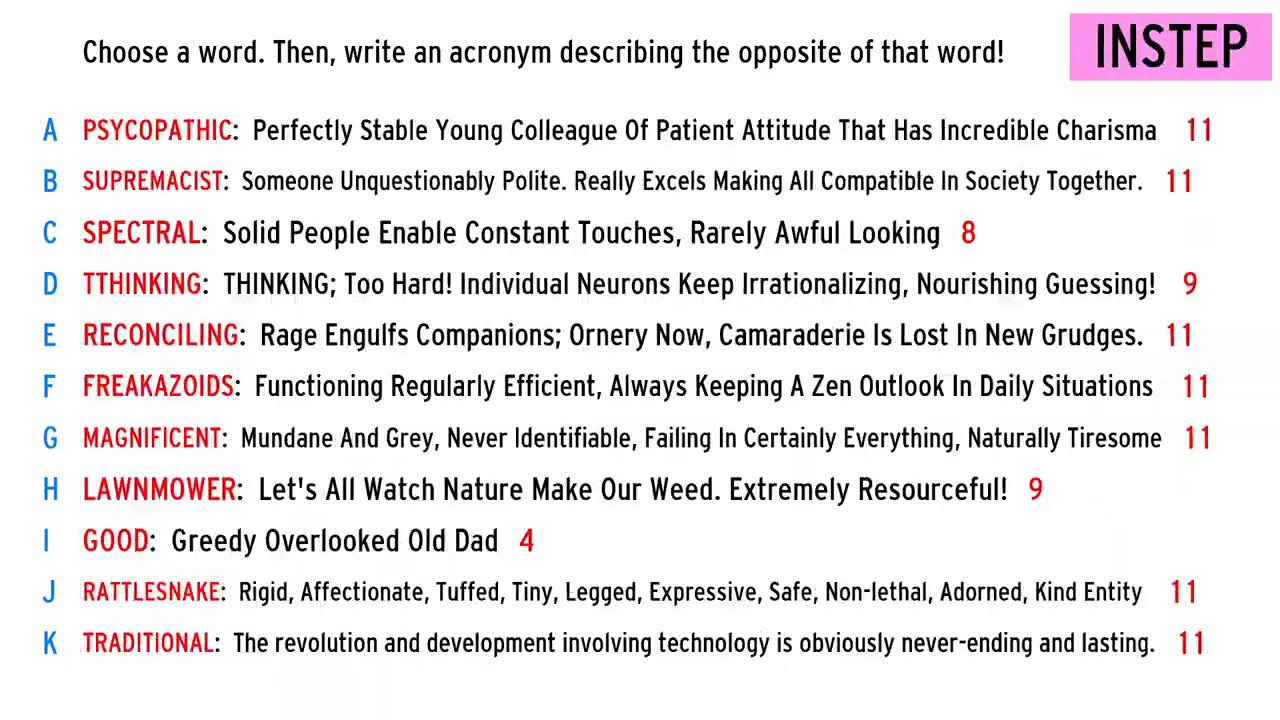 Choose a word. Then, write an acronym describing the opposite of that word!
INSTEP
A PSYCOPATHIC: Perfectly Stable Young Colleague Of Patient Attitude That Has Incredible Charisma 11
B SUPREMACIST: Someone Unquestionably Polite. Really Excels Making All Compatible In Society Together. 11
C SPECTRAL: Solid People Enable Constant Touches, Rarely Awful Looking 8
D TTHINKING: THINKING; Too Hard! Individual Neurons Keep Irrationalizing, Nourishing Guessing! 9
E RECONCILING: Rage Engulfs Companions; Ornery Now, Camaraderie Is Lost In New Grudges. 11
F FREAKAZOIDS: Functioning Regularly Efficient, Always Keeping A Zen Outlook In Daily Situations 11
G MAGNIFICENT: Mundane And Grey, Never Identifiable, Failing In Certainly Everything, Naturally Tiresome 11
H LAWNMOWER: Let's All Watch Nature Make Our Weed. Extremely Resourceful! 9
I GOOD: Greedy Overlooked Old Dad 4
J RATTLESNAKE: Rigid, Affectionate, Tuffed, Tiny, Legged, Expressive, Safe, Non-lethal, Adorned, Kind Entity 11
K TRADITIONAL: The revolution and development involving technology is obviously never-ending and lasting. 11